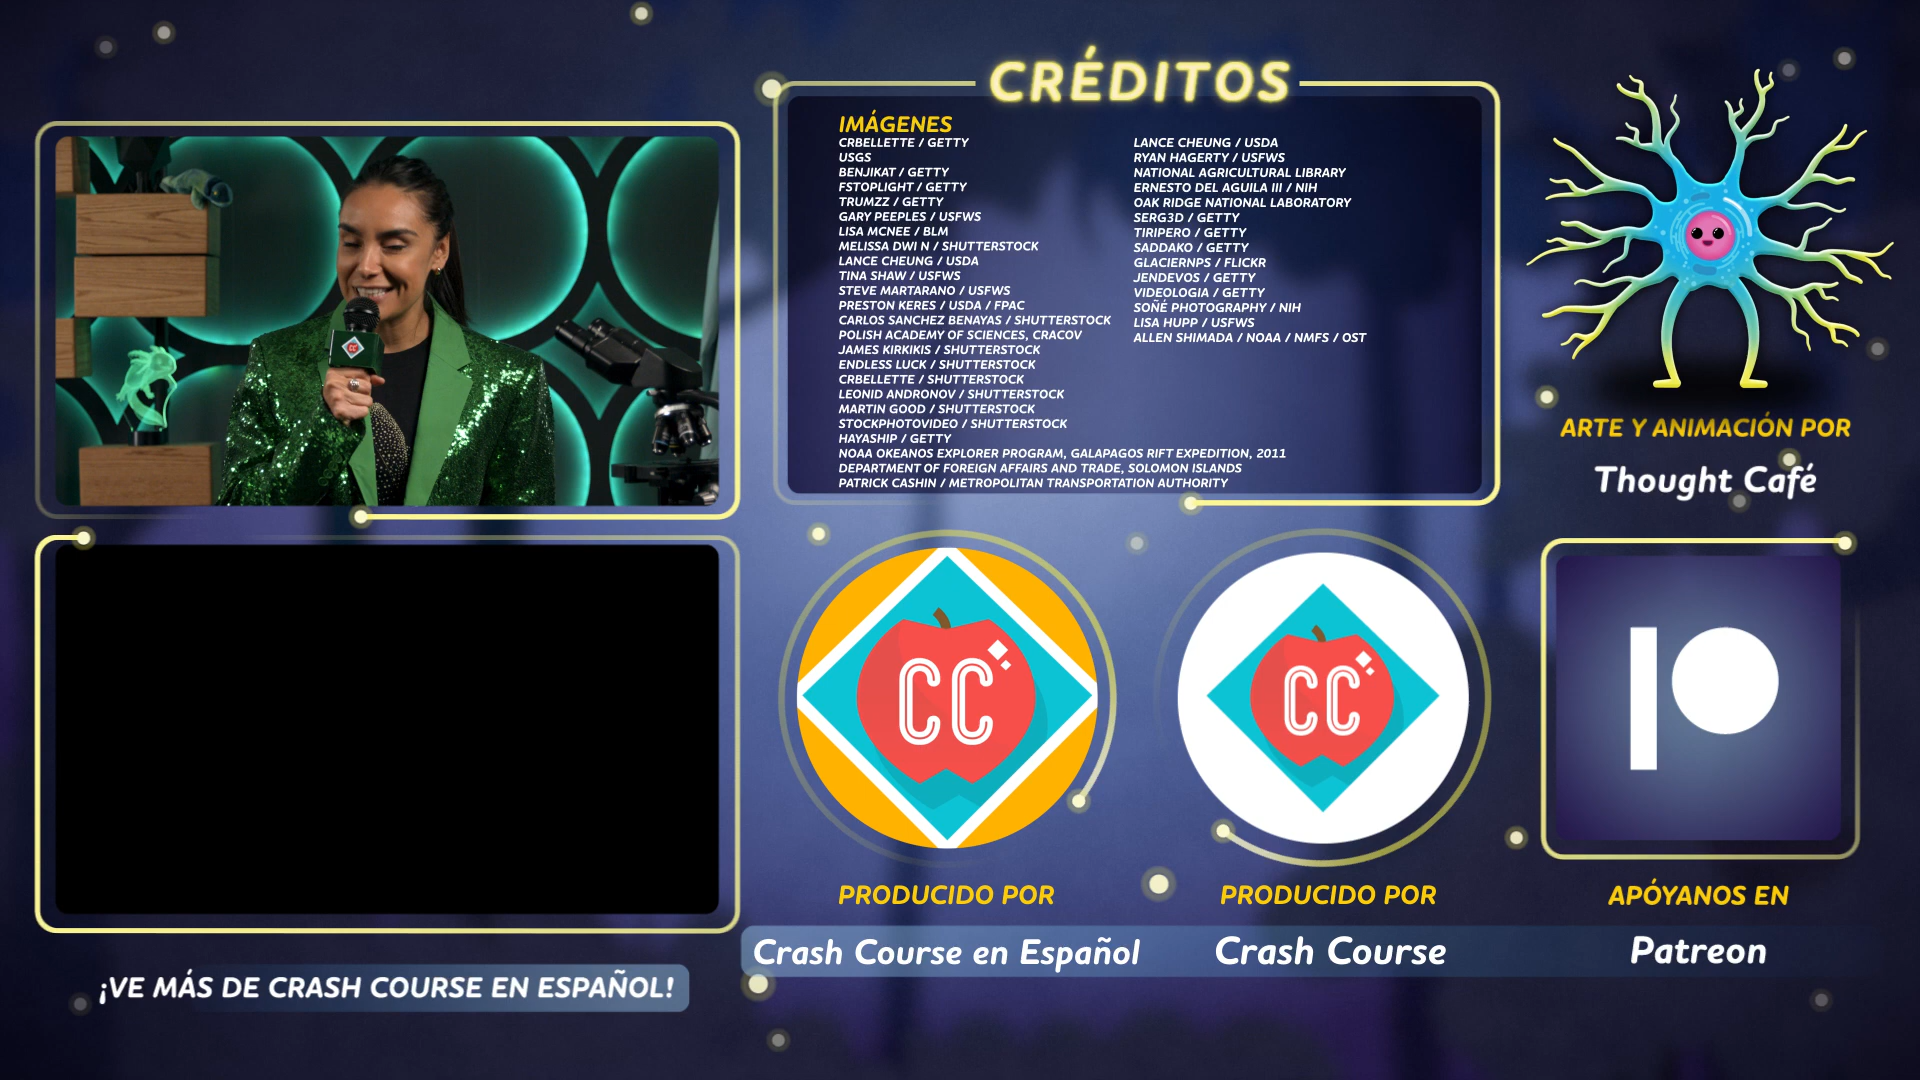 CRÉDITOS
IMÁGENES
CRBELLETTE / GETTY
USGS
BENJIKAT / GETTY
FSTOPLIGHT / GETTY
TRUMZZ / GETTY
GARY PEEPLES / USFWS
LISA MCNEE / BLM
MELISSA DWI N / SHUTTERSTOCK
LANCE CHEUNG / USDA
TINA SHAW / USFWS
STEVE MARTARANO / USFWS
PRESTON KERES / USDA / FPAC
CARLOS SANCHEZ BENAYAS / SHUTTERSTOCK
POLISH ACADEMY OF SCIENCES, CRACOV
JAMES KIRKIKIS / SHUTTERSTOCK
ENDLESS LUCK / SHUTTERSTOCK
CRBELLETTE / SHUTTERSTOCK
LEONID ANDRONOV / SHUTTERSTOCK
MARTIN GOOD / SHUTTERSTOCK
STOCKPHOTOVIDEO / SHUTTERSTOCK
HAYASHIP / GETTY
NOAA OKEANOS EXPLORER PROGRAM, GALAPAGOS RIFT EXPEDITION, 2011
DEPARTMENT OF FOREIGN AFFAIRS AND TRADE, SOLOMON ISLANDS
PATRICK CASHIN / METROPOLITAN TRANSPORTATION AUTHORITY
LANCE CHEUNG / USDA
RYAN HAGERTY / USFWS
NATIONAL AGRICULTURAL LIBRARY
ERNESTO DEL AGUILA III / NIH
OAK RIDGE NATIONAL LABORATORY
SERG3D / GETTY
TIRIPERO / GETTY
SADDAKO / GETTY
GLACIERNPS / FLICKR
JENDEVOS / GETTY
VIDEOLOGIA / GETTY
SOÑÉ PHOTOGRAPHY / NIH
LISA HUPP / USFWS
ALLEN SHIMADA / NOAA / NMFS / OST
ARTE Y ANIMACIÓN POR
Thought Café
CC
CC
CC
PRODUCIDO POR
Crash Course en Español
PRODUCIDO POR
Crash Course
APÓYANOS EN
Patreon
¡VE MÁS DE CRASH COURSE EN ESPAÑOL!